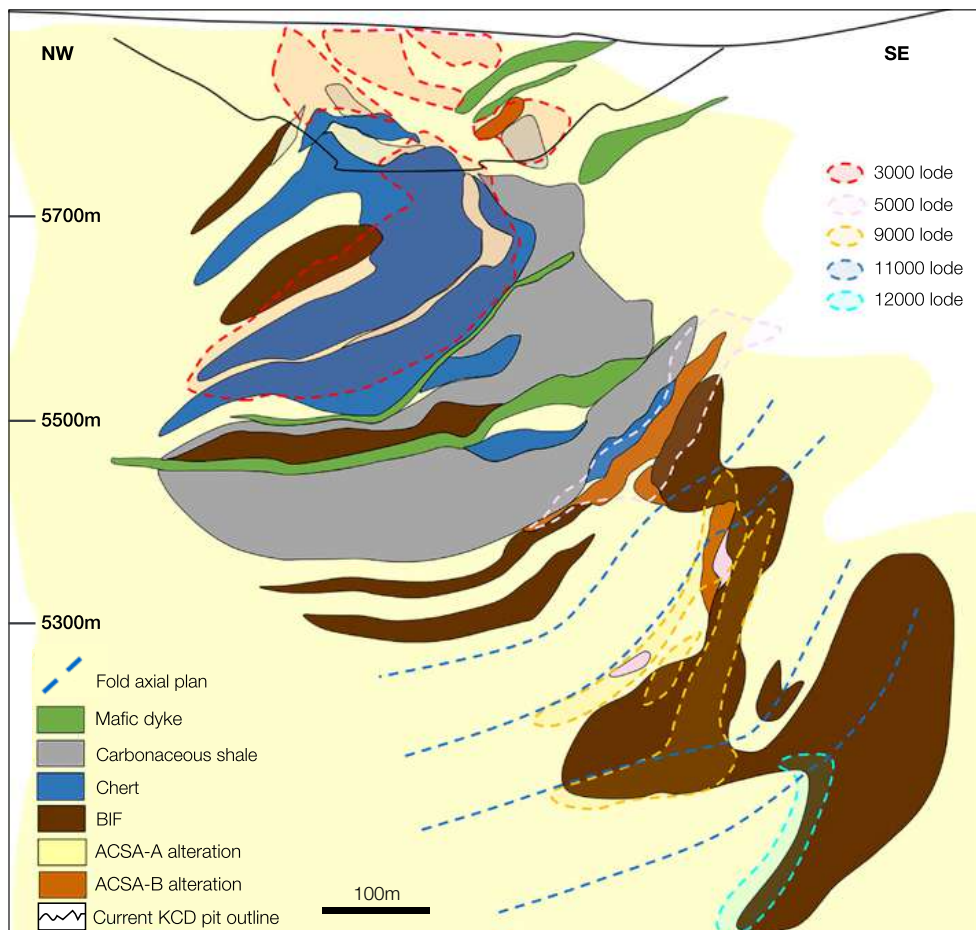 NW
SE
3000 lode
5000 lode
9000 lode
11000 lode
12000 lode
5700m
5500m
5300m
Fold axial plan
Mafic dyke
Carbonaceous shale
Chert
BIF
ACSA-A alteration
ACSA-B alteration
Current KCD pit outline
100m